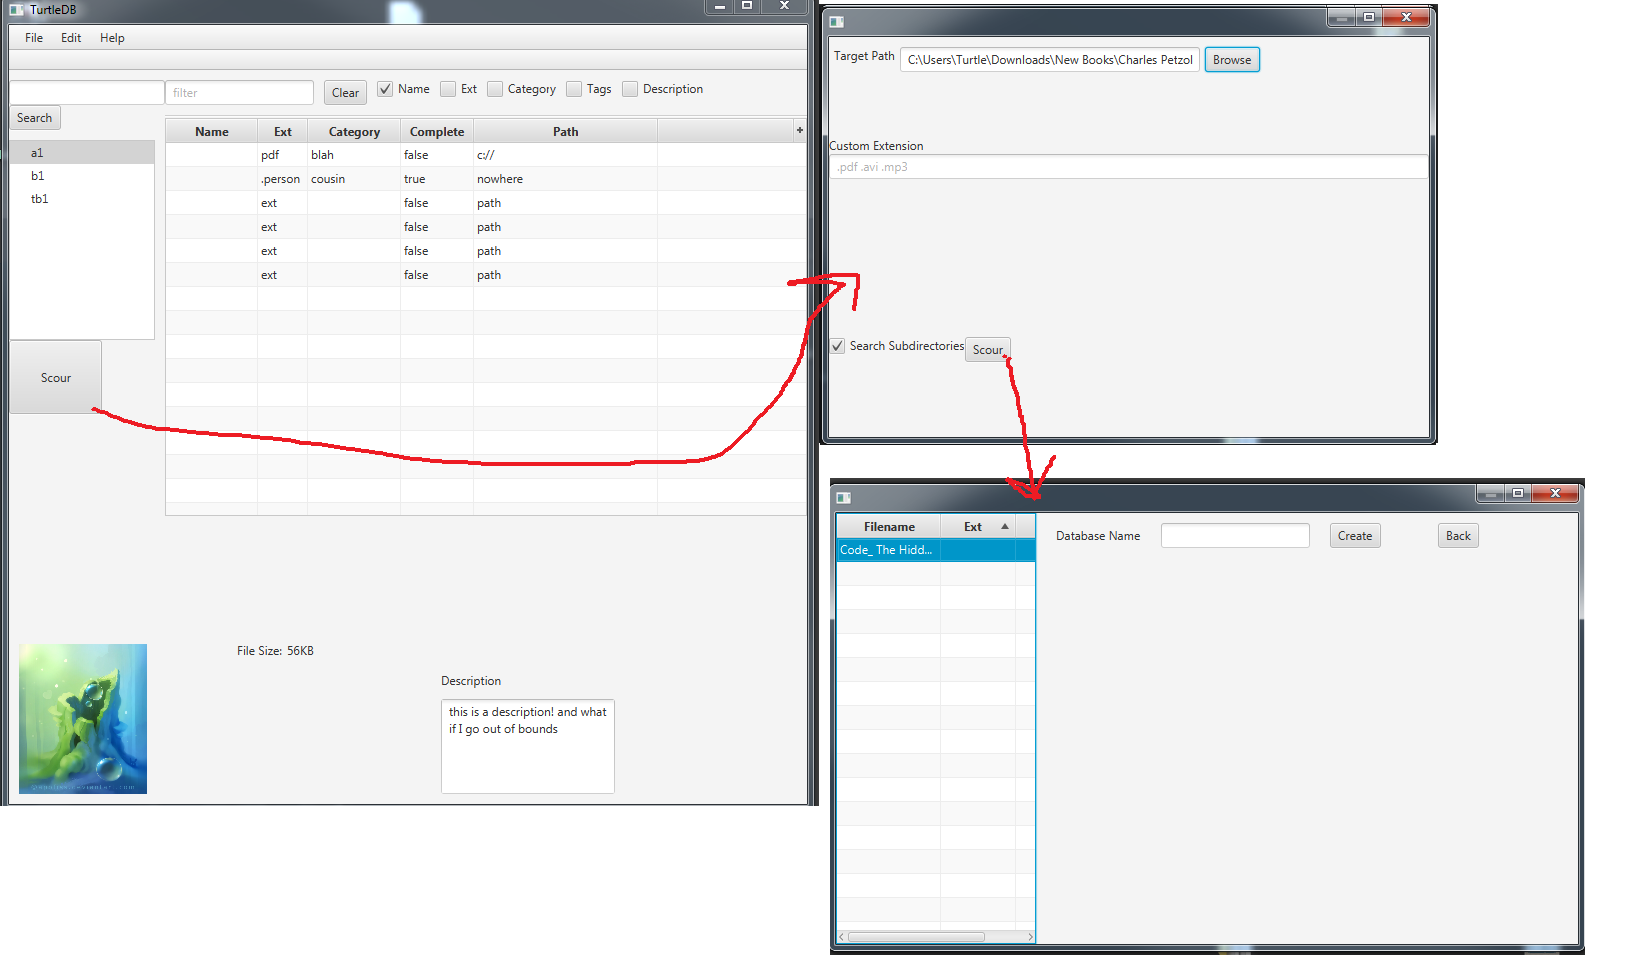 TurtleDB
File Edit Help
filter Clear Name Ext Category Tags Description
Search
Name Ext Category Complete Path +
a1
b1
tb1
pdf blah false c://
.person cousin true nowhere
ext false path
ext false path
ext false path
ext false path
Scour
File Size: 56KB
Description
this is a description! and what
if I go out of bounds
Target Path C:\Users\Turtle\Downloads\New Books\Charles Petzol Browse
Custom Extension
.pdf .avi .mp3
Search Subdirectories Scour
Filename Ext
Code_ The Hidd...
Database Name Create Back